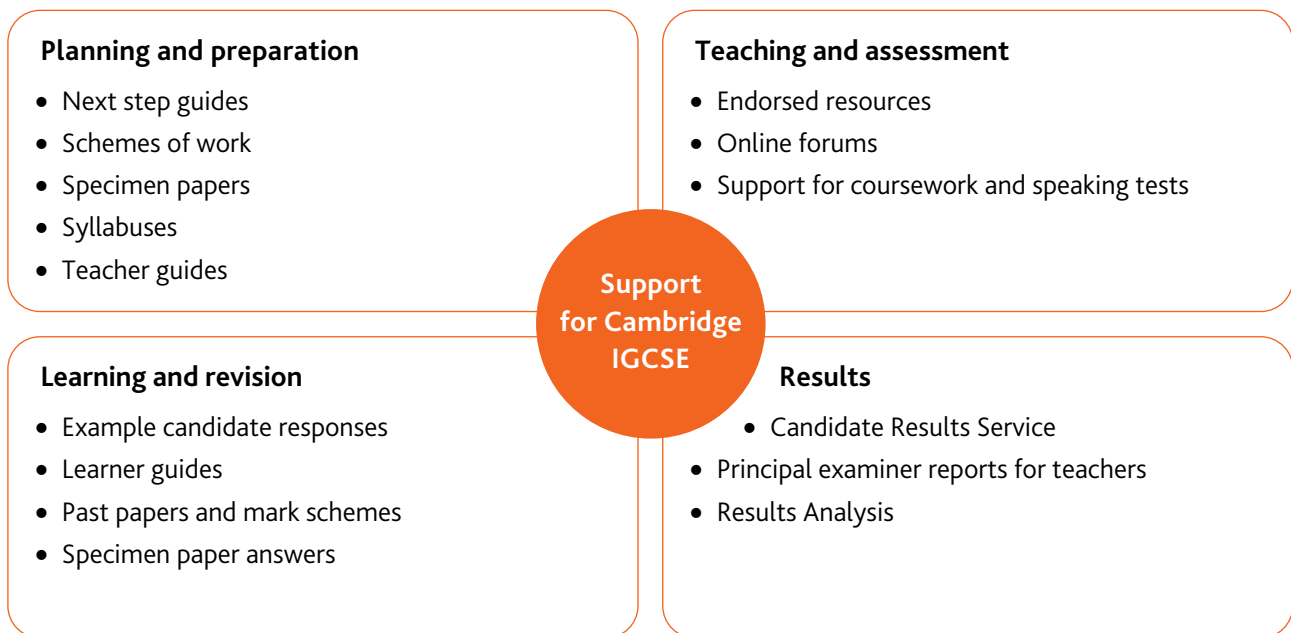 Planning and preparation
• Next step guides
• Schemes of work
• Specimen papers
• Syllabuses
• Teacher guides
Teaching and assessment
• Endorsed resources
• Online forums
• Support for coursework and speaking tests
Support
for Cambridge
IGCSE
Learning and revision
• Example candidate responses
• Learner guides
• Past papers and mark schemes
• Specimen paper answers
Results
• Candidate Results Service
• Principal examiner reports for teachers
• Results Analysis